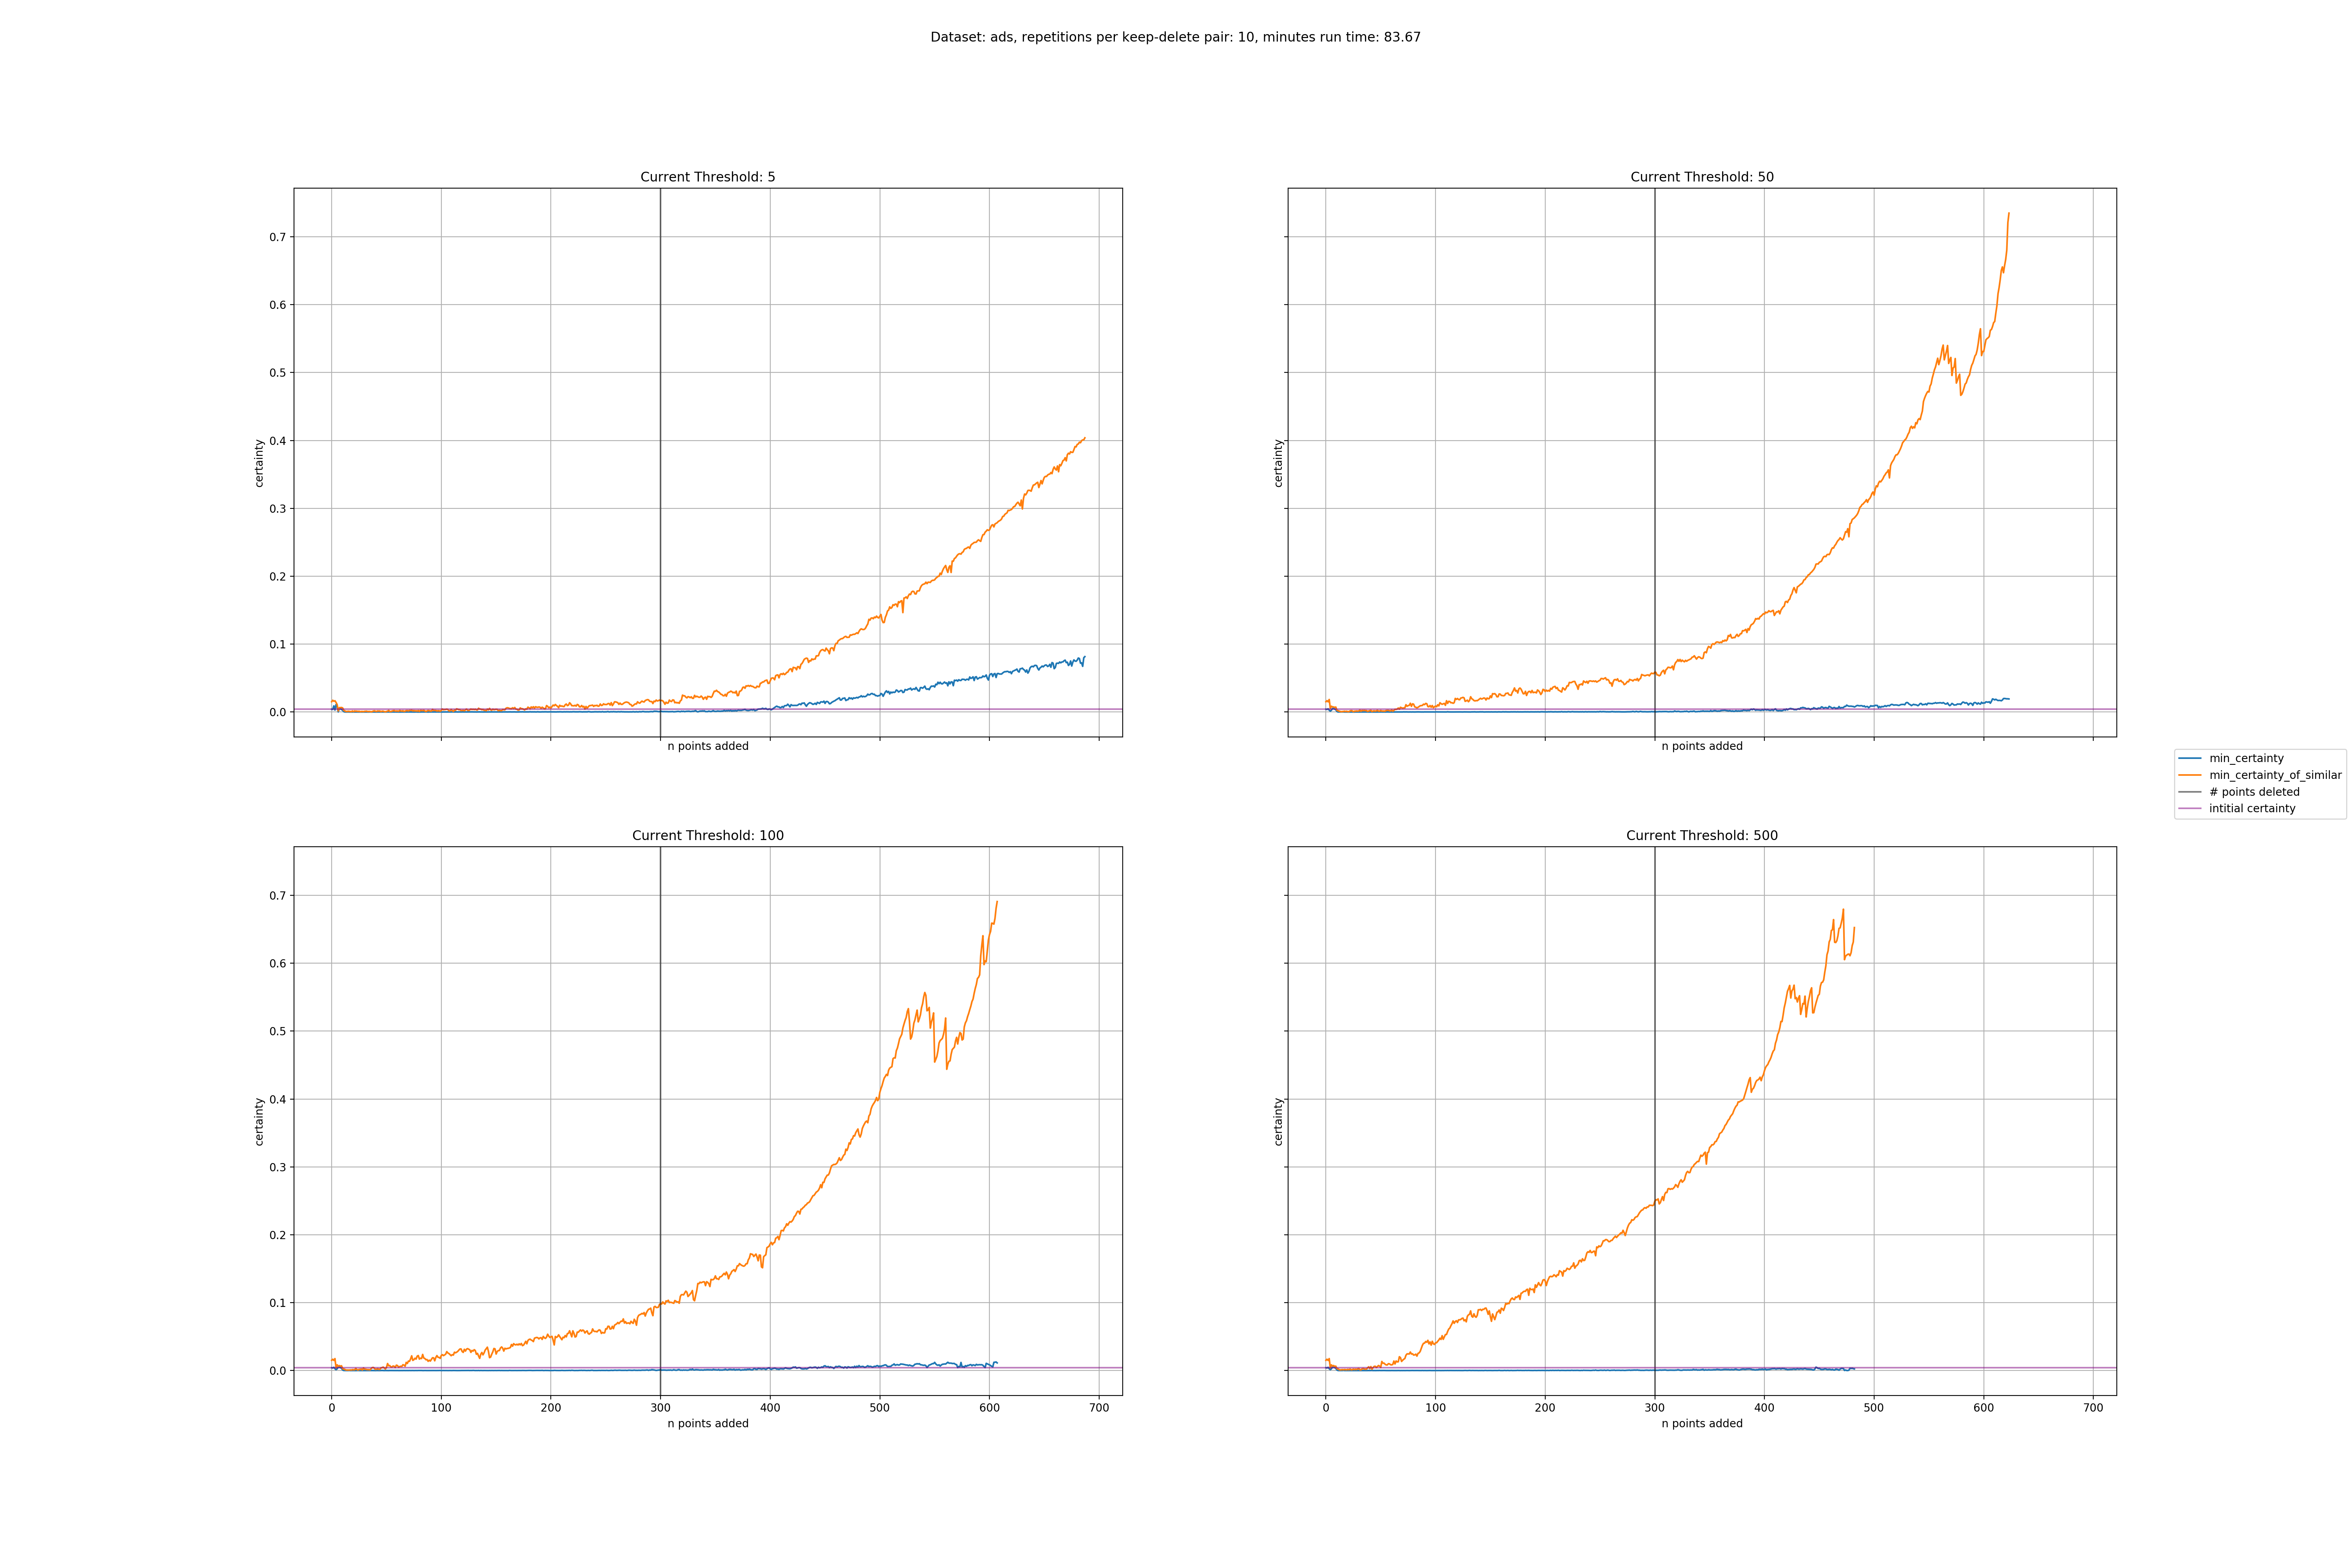 Dataset: ads, repetitions per keep-delete pair: 10, minutes run time: 83.67
Current Threshold: 5
0.7
0.6
0.5
0.4
0.3
0.2
0.1
0.0
certainty
n points added
Current Threshold: 50
certainty
n points added
min_certainty
min_certainty_of_similar
# points deleted
intitial certainty
Current Threshold: 100
0.7
0.6
0.5
0.4
0.3
0.2
0.1
0.0
certainty
0 100 200 300 400 500 600 700
n points added
Current Threshold: 500
certainty
0 100 200 300 400 500 600 700
n points added